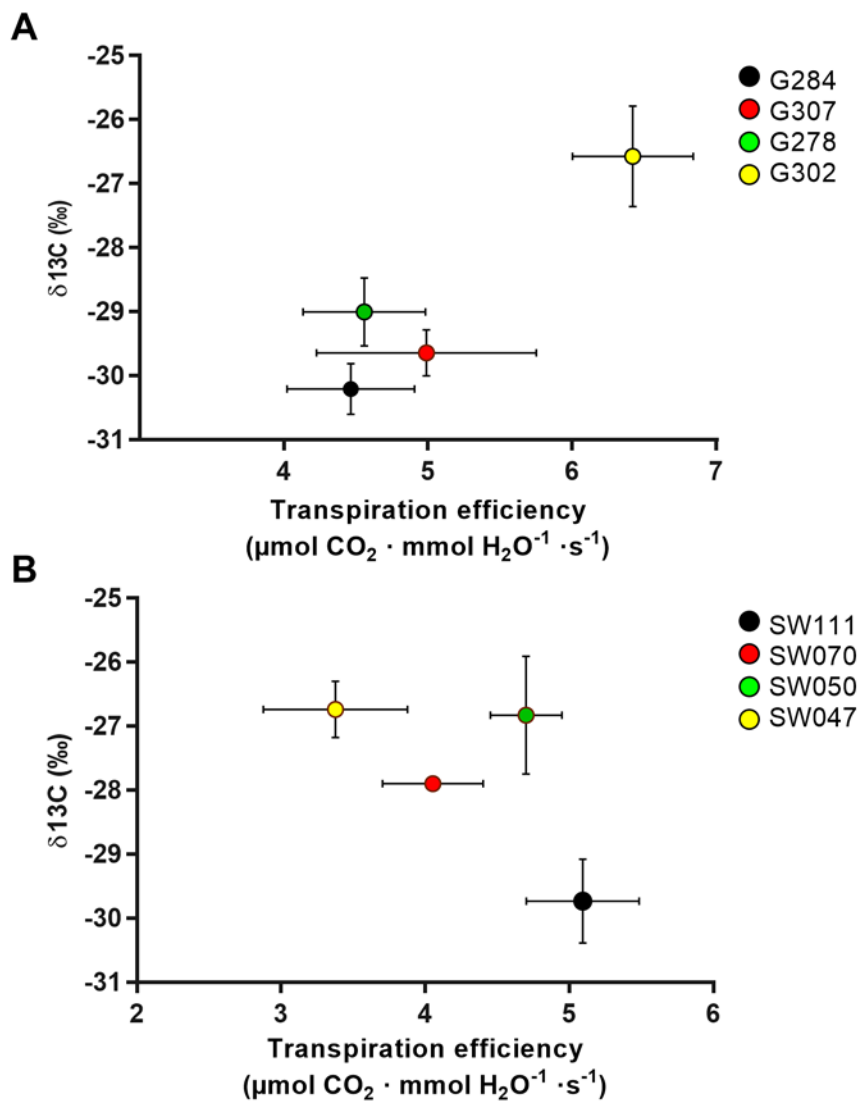 A
-25
-26
-27
-28
-29
-30
-31
δ13C (‰)
4 5 6 7
Transpiration efficiency
(µmol CO₂ · mmol H₂O⁻¹ ·s⁻¹)
G284
G307
G278
G302
B
-25
-26
-27
-28
-29
-30
-31
δ13C (‰)
2 3 4 5 6
Transpiration efficiency
(µmol CO₂ · mmol H₂O⁻¹ ·s⁻¹)
SW111
SW070
SW050
SW047